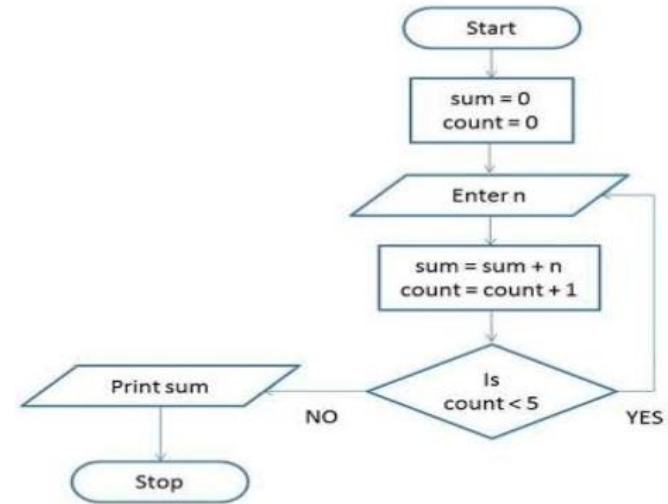 Start
sum = 0
count = 0
Enter n
sum = sum + n
count = count + 1
Is
count < 5
YES
NO
Print sum
Stop